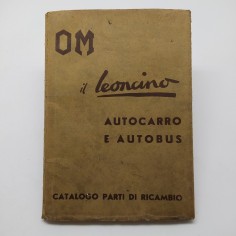 OM
il leoncino
AUTOCARRO
E AUTOBUS
CATALOGO PARTI DI RICAMBIO